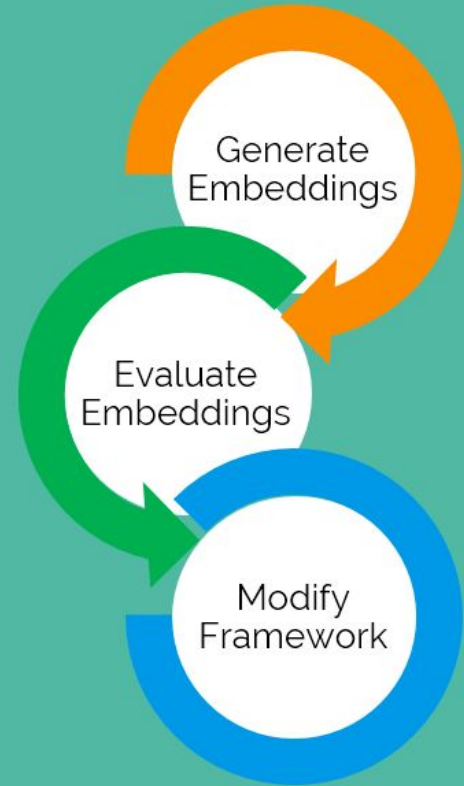 Generate
Embeddings
Evaluate
Embeddings
Modify
Framework